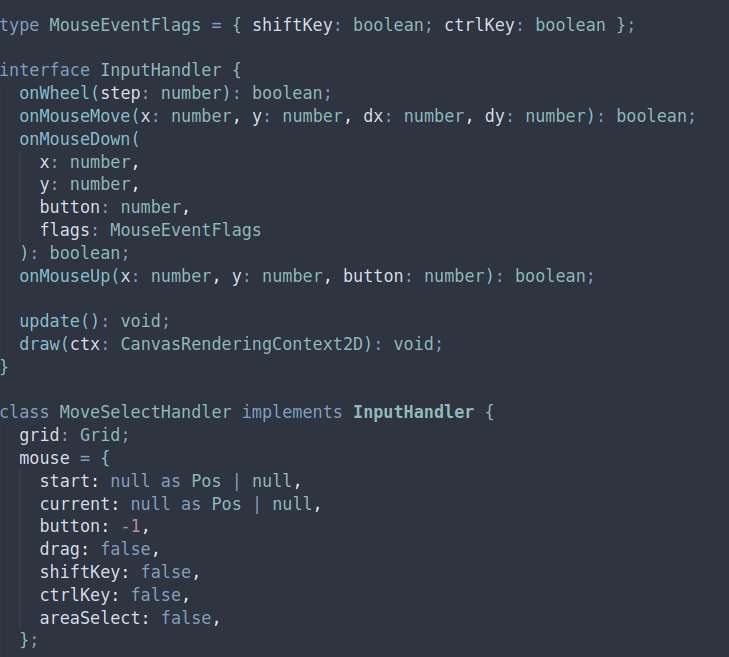 type MouseEventFlags = { shiftKey: boolean; ctrlKey: boolean };

interface InputHandler {
  onWheel(step: number): boolean;
  onMouseMove(x: number, y: number, dx: number, dy: number): boolean;
  onMouseDown(
    x: number,
    y: number,
    button: number,
    flags: MouseEventFlags
  ): boolean;
  onMouseUp(x: number, y: number, button: number): boolean;

  update(): void;
  draw(ctx: CanvasRenderingContext2D): void;
}

class MoveSelectHandler implements InputHandler {
  grid: Grid;
  mouse = {
    start: null as Pos | null,
    current: null as Pos | null,
    button: -1,
    drag: false,
    shiftKey: false,
    ctrlKey: false,
    areaSelect: false,
  };